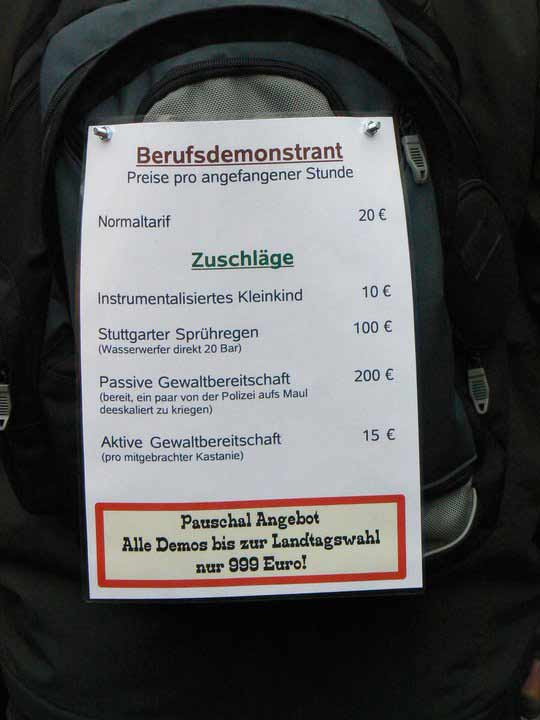 Berufsdemonstrant
Preise pro angefangener Stunde
Normaltarif 20 €
Zuschläge
Instrumentalisiertes Kleinkind 10 €
Stuttgarter Sprühregen 100 €
(Wasserwerfer direkt 20 Bar)
Passive Gewaltbereitschaft 200 €
(bereit, ein paar von der Polizei aufs Maul
deeskaliert zu kriegen)
Aktive Gewaltbereitschaft 15 €
(pro mitgebrachter Kastanie)
Pauschal Angebot
Alle Demos bis zur Landtagswahl
nur 999 Euro!